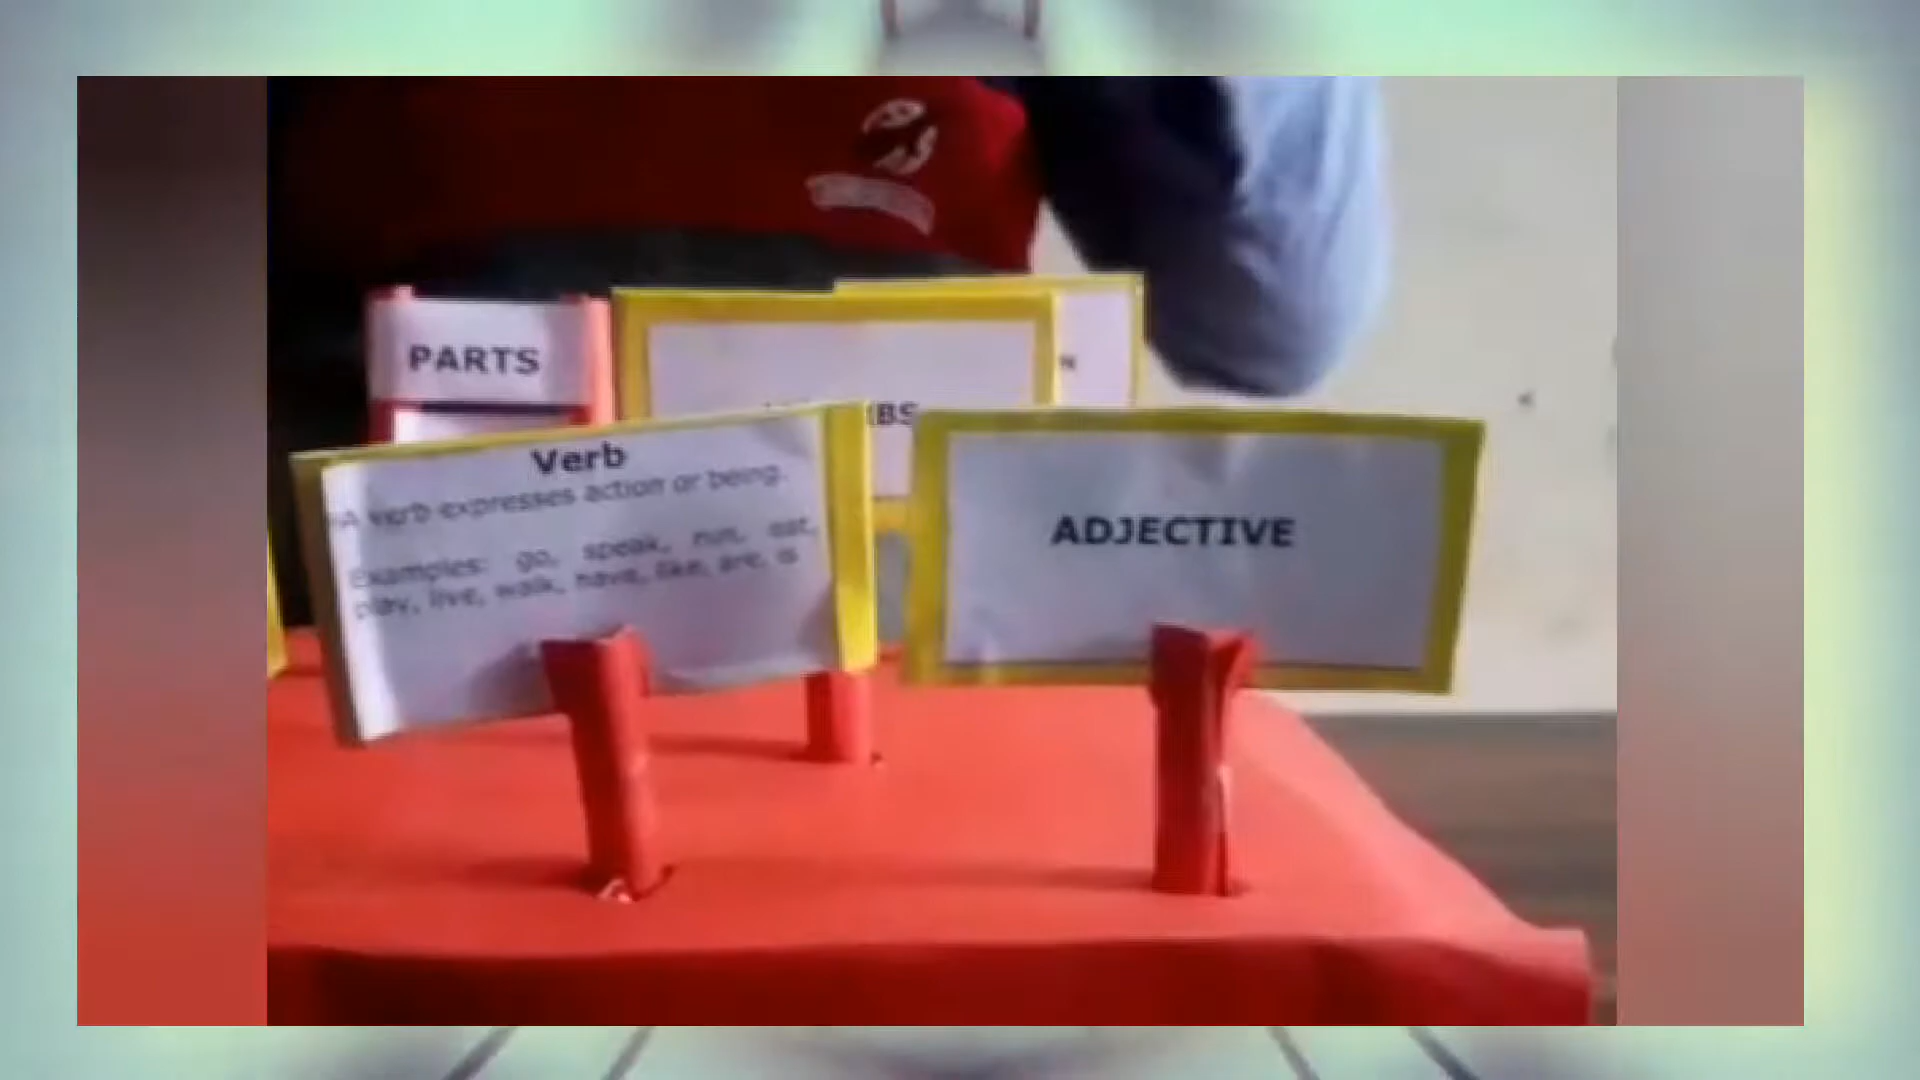 PARTS
Verb
A verb expresses action or being.
Examples: go, speak, run, eat,
play, live, walk, have, like, are, is
ADJECTIVE